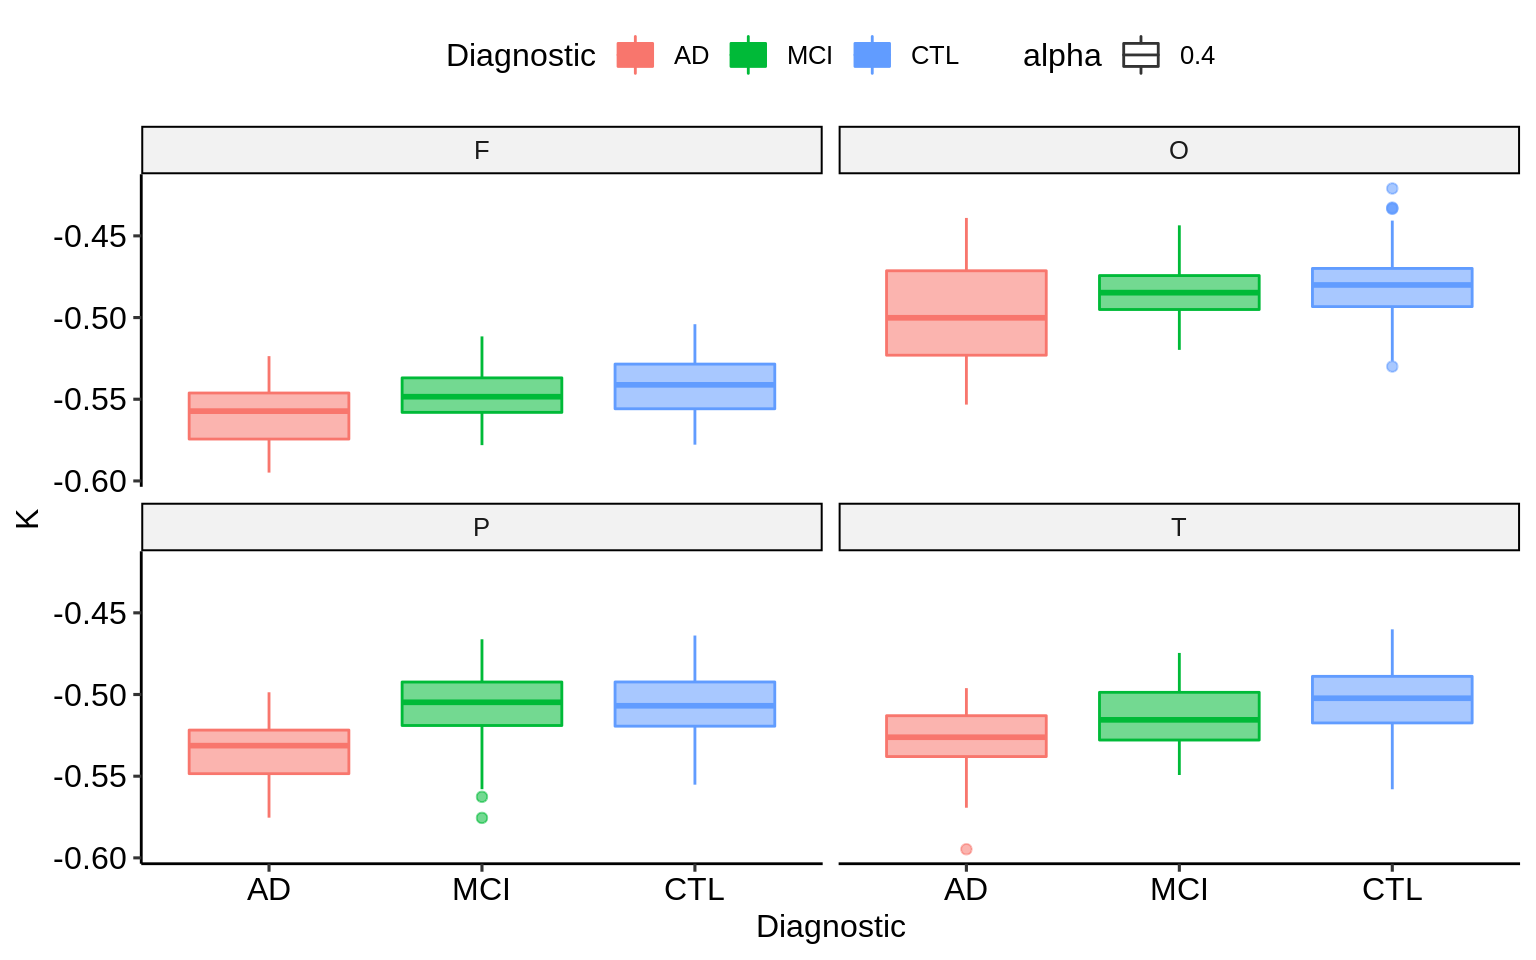 Diagnostic AD MCI CTL alpha 0.4
F O
-0.45
-0.50
-0.55
-0.60
K
P T
-0.45
-0.50
-0.55
-0.60
AD MCI CTL AD MCI CTL
Diagnostic